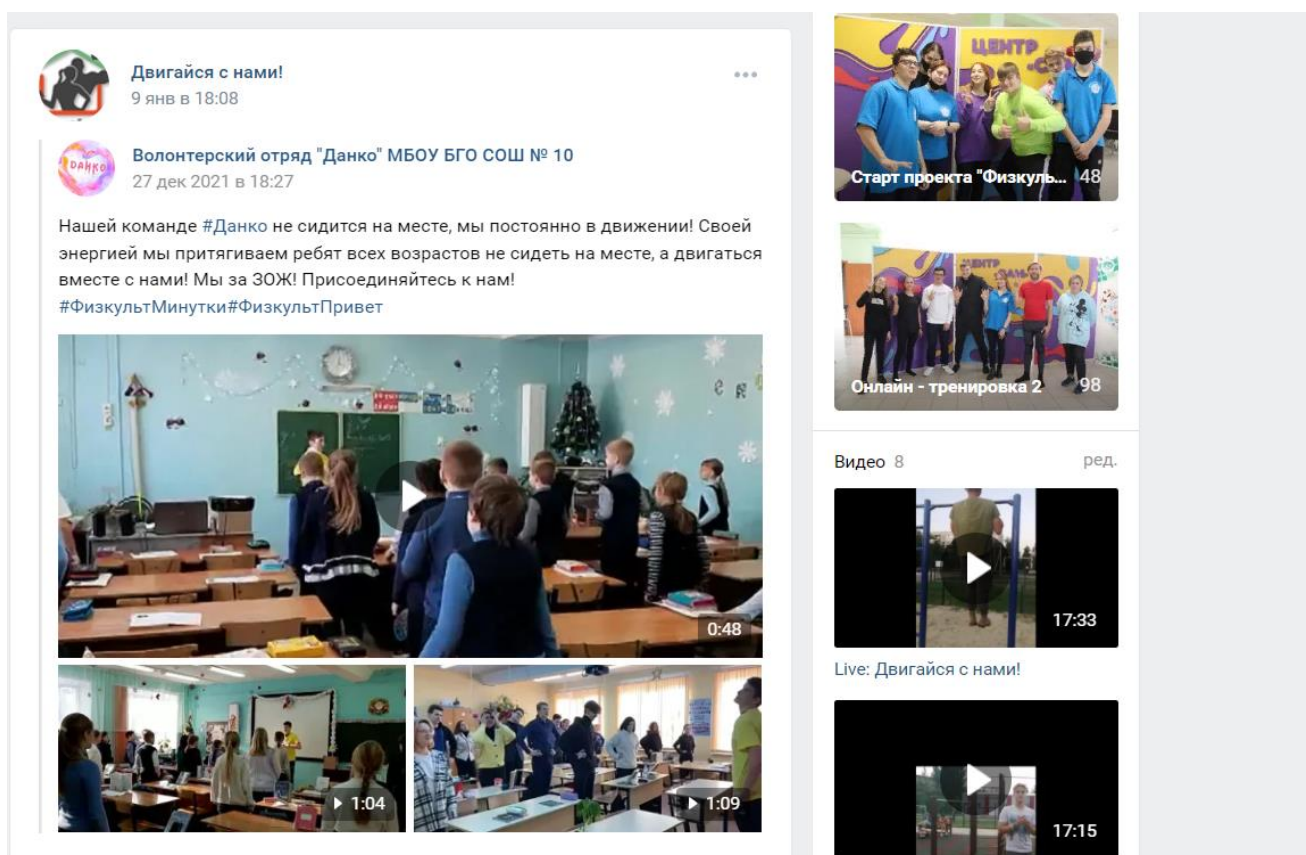 Двигайся с нами!
9 янв в 18:08
ДАНКО
Волонтерский отряд "Данко" МБОУ БГО СОШ № 10
27 дек 2021 в 18:27
Нашей команде #Данко не сидится на месте, мы постоянно в движении! Своей
энергией мы притягиваем ребят всех возрастов не сидеть на месте, а двигаться
вместе с нами! Мы за ЗОЖ! Присоединяйтесь к нам!
#ФизкультМинутки#ФизкультПривет
0:48
1:04
1:09
ЦЕНТР
Старт проекта "Физкуль... 48
ЦЕНТР
Онлайн - тренировка 2 98
Видео 8 ред.
17:33
Live: Двигайся с нами!
17:15